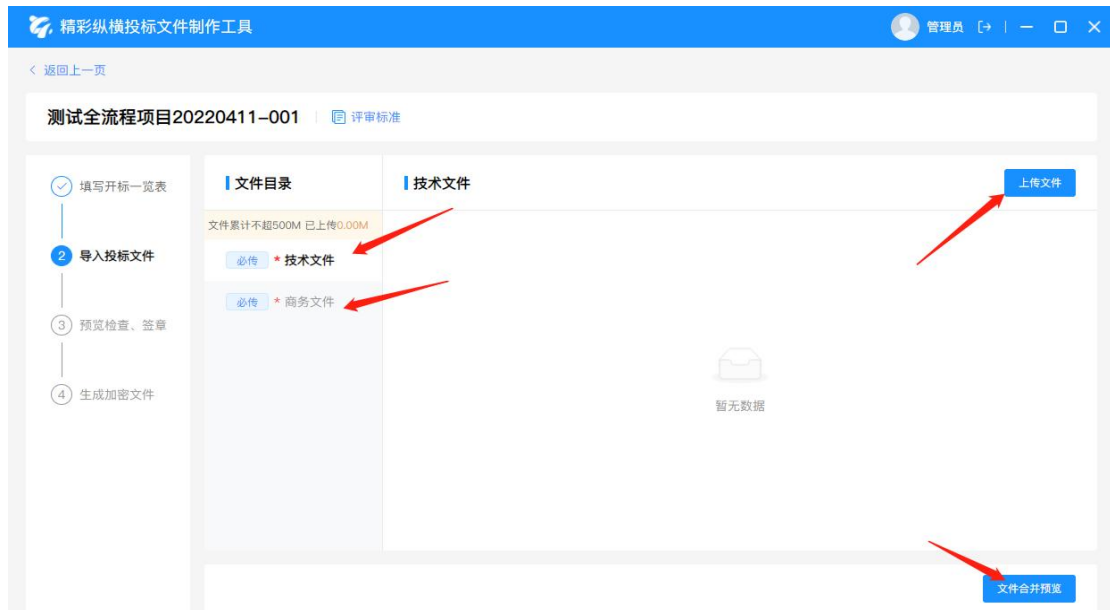 精彩纵横投标文件制作工具
管理员
< 返回上一页
测试全流程项目20220411-001
评审标准
填写开标一览表
2 导入投标文件
3 预览检查、签章
4 生成加密文件
文件目录
文件累计不超500M 已上传0.00M
必传 * 技术文件
必传 * 商务文件
技术文件
上传文件
暂无数据
文件合并预览